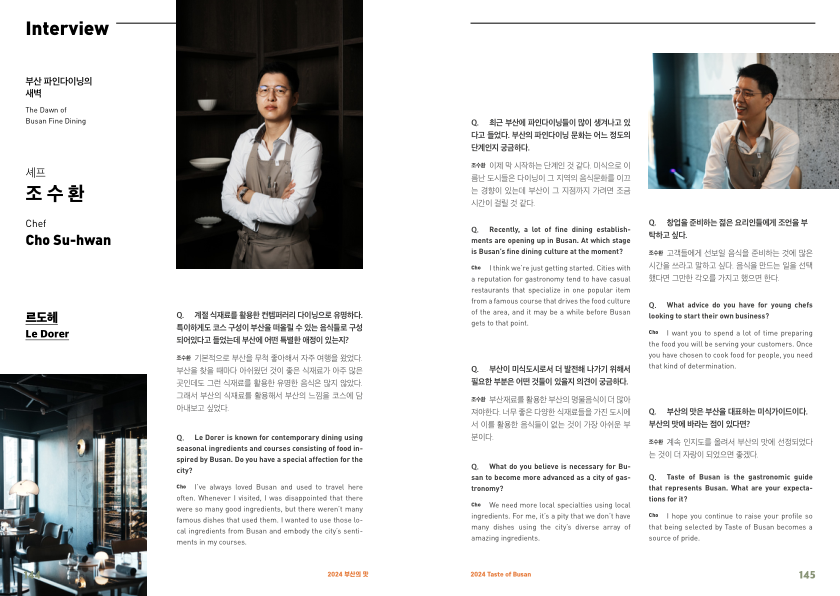 Interview
부산 파인다이닝의
새벽
The Dawn of
Busan Fine Dining
셰프
조수환
Chef
Cho Su-hwan
르도헤
Le Dorer
Q. 계절 식재료를 활용한 컨템퍼러리 다이닝으로 유명하다.
특이하게도 코스 구성이 부산을 떠올릴 수 있는 음식들로 구성
되어있다고 들었는데 부산에 어떤 특별한 애정이 있는지?
조수환 기본적으로 부산을 무척 좋아해서 자주 여행을 왔었다.
부산을 찾을 때마다 아쉬웠던 것이 좋은 식재료가 아주 많은
곳인데도 그런 식재료를 활용한 유명한 음식은 많지 않았다.
그래서 부산의 식재료를 활용해서 부산의 느낌을 코스에 담
아내보고 싶었다.
Q. Le Dorer is known for contemporary dining using
seasonal ingredients and courses consisting of food in-
spired by Busan. Do you have a special affection for the
city?
Cho I've always loved Busan and used to travel here
often. Whenever I visited, I was disappointed that there
were so many good ingredients, but there weren't many
famous dishes that used them. I wanted to use those lo-
cal ingredients from Busan and embody the city's senti-
ments in my courses.
2024 부산의 맛
Q. 최근 부산에 파인다이닝들이 많이 생겨나고 있
다고 들었다. 부산의 파인다이닝 문화는 어느 정도의
단계인지 궁금하다.
조수환 이제 막 시작하는 단계인 것 같다. 미식으로 이
름난 도시들은 다이닝이 그 지역의 음식문화를 이끄
는 경향이 있는데 부산이 그 지점까지 가려면 조금
시간이 걸릴 것 같다.
Q. Recently, a lot of fine dining establish-
ments are opening up in Busan. At which stage
is Busan's fine dining culture at the moment?
Cho I think we're just getting started. Cities with
a reputation for gastronomy tend to have casual
restaurants that specialize in one popular item
from a famous course that drives the food culture
of the area, and it may be a while before Busan
gets to that point.
Q. 부산이 미식도시로서 더 발전해 나가기 위해서
필요한 부분은 어떤 것들이 있을지 의견이 궁금하다.
조수환 부산재료를 활용한 부산의 명물음식이 더 많아
져야한다. 너무 좋은 다양한 식재료들을 가진 도시에
서 이를 활용한 음식들이 없는 것이 가장 아쉬운 부
분이다.
Q. What do you believe is necessary for Bu-
san to become more advanced as a city of gas-
tronomy?
Cho We need more local specialties using local
ingredients. For me, it's a pity that we don't have
many dishes using the city's diverse array of
amazing ingredients.
2024 Taste of Busan
Q. 창업을 준비하는 젊은 요리인들에게 조언을 부
탁하고 싶다.
조수환 고객들에게 선보일 음식을 준비하는 것에 많은
시간을 쓰라고 말하고 싶다. 음식을 만드는 일을 선택
했다면 그만한 각오를 가지고 했으면 한다.
Q. What advice do you have for young chefs
looking to start their own business?
Cho I want you to spend a lot of time preparing
the food you will be serving your customers. Once
you have chosen to cook food for people, you need
that kind of determination.
Q. 부산의 맛은 부산을 대표하는 미식가이드이다.
부산의 맛에 바라는 점이 있다면?
조수환 계속 인지도를 올려서 부산의 맛에 선정되었다
는 것이 더 자랑이 되었으면 좋겠다.
Q. Taste of Busan is the gastronomic guide
that represents Busan. What are your expecta-
tions for it?
Cho I hope you continue to raise your profile so
that being selected by Taste of Busan becomes a
source of pride.
145